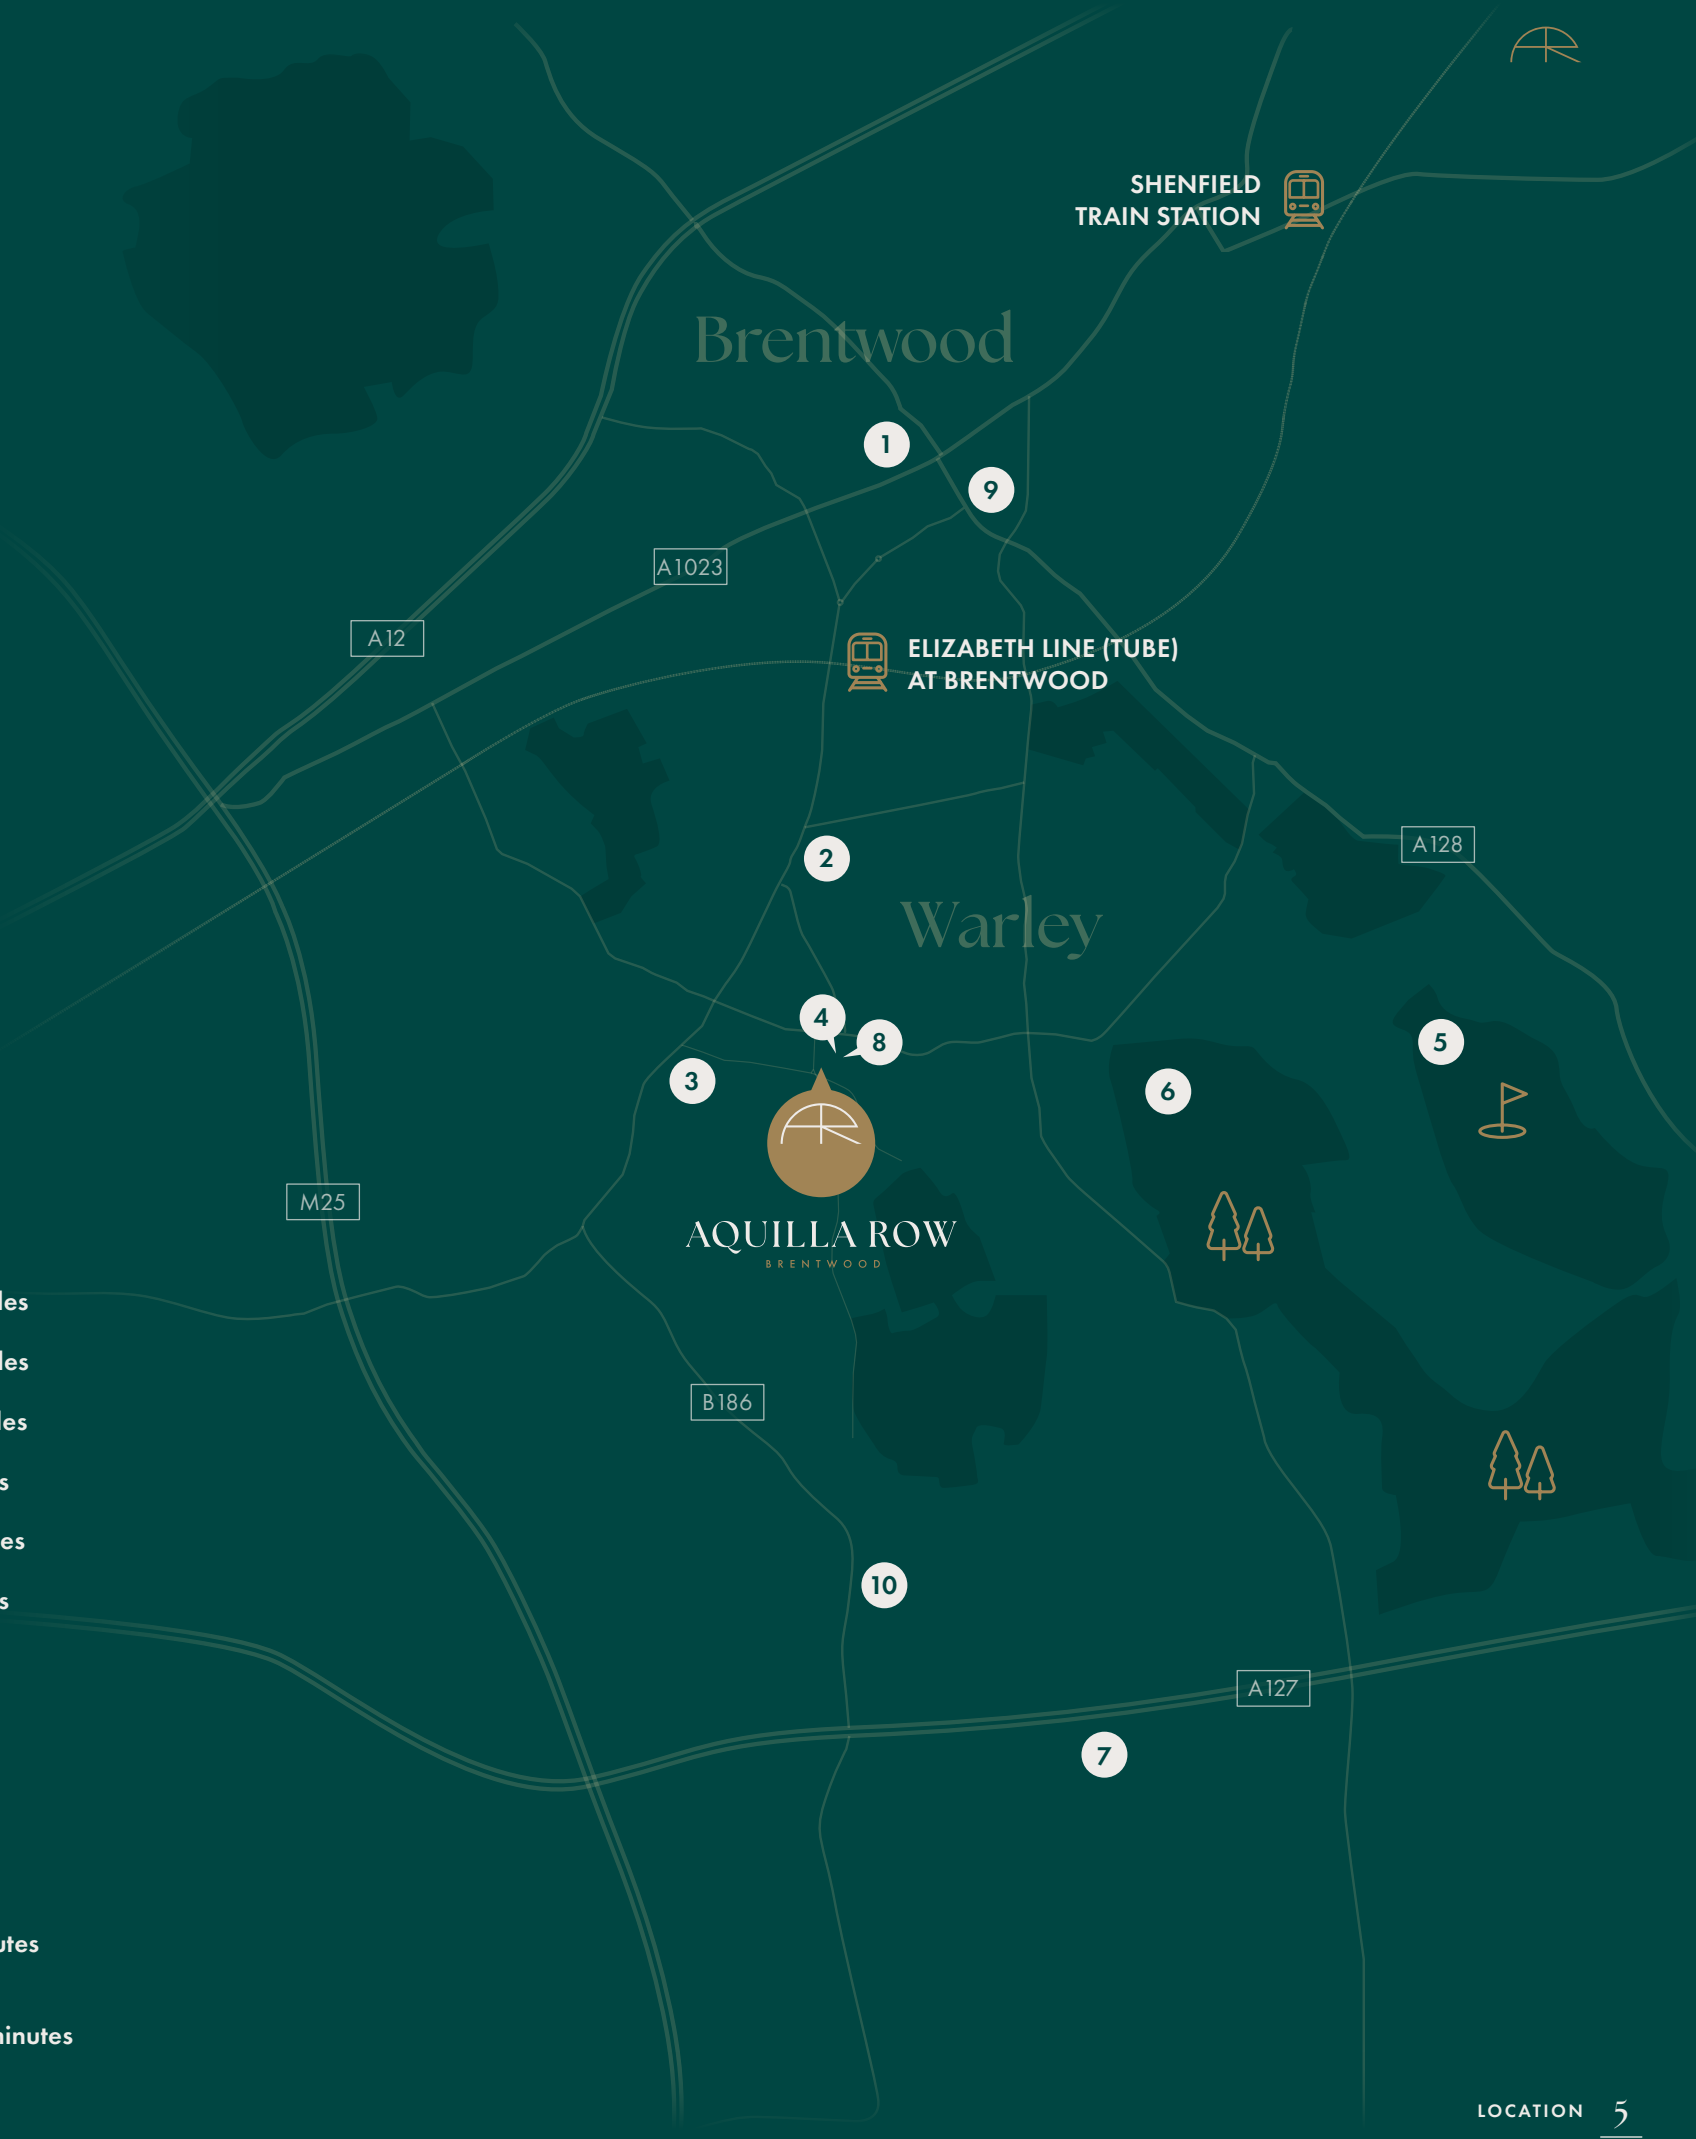 SHENFIELD
TRAIN STATION
Brentwood
1
9
A1023
A12
ELIZABETH LINE (TUBE)
AT BRENTWOOD
A128
2
Warley
4
8
5
3
6
M25
AQUILLA ROW
BRENTWOOD
les
les
les
B186
s
es
10
s
A127
7
utes
inutes
LOCATION 5